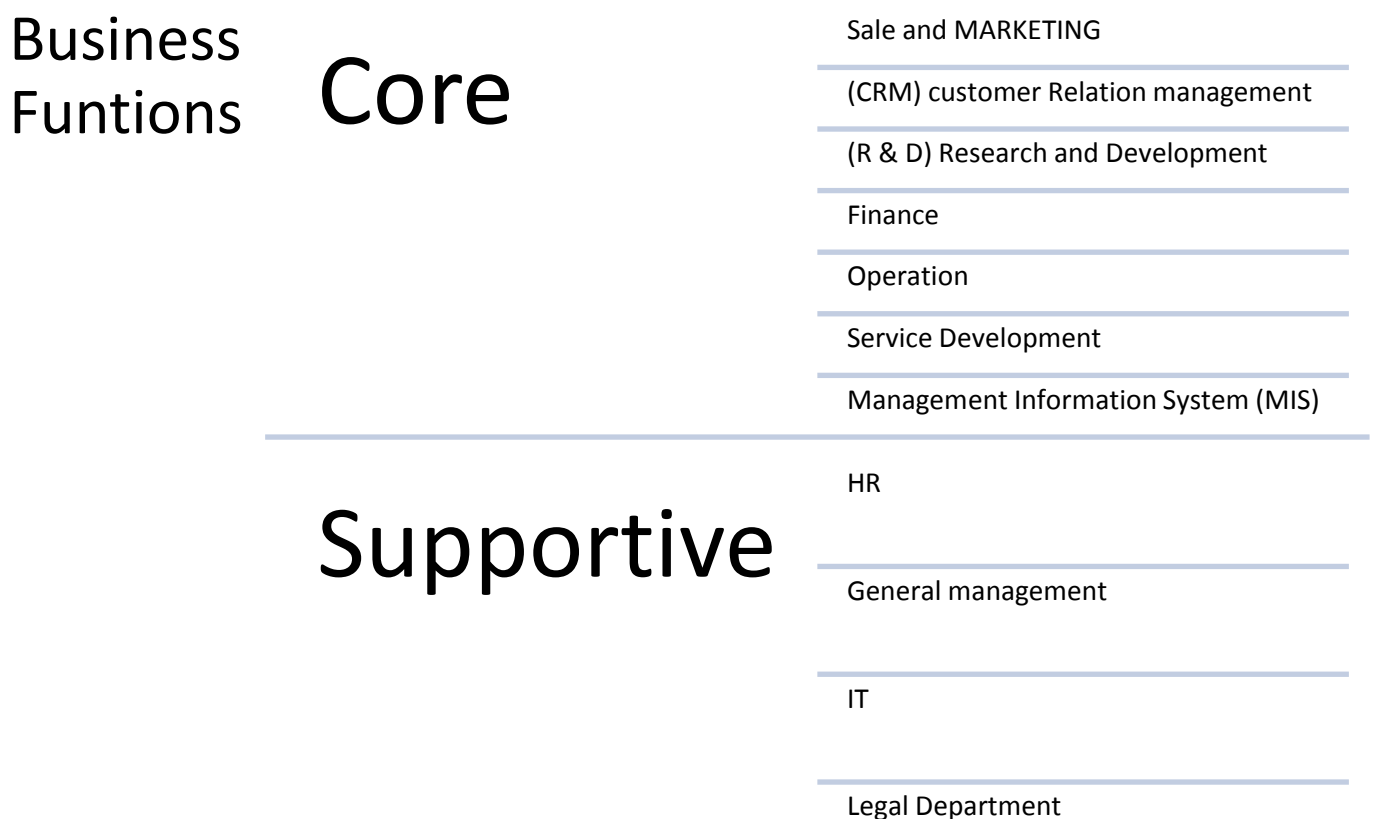 Business
Funtions
Core
Sale and MARKETING
(CRM) customer Relation management
(R & D) Research and Development
Finance
Operation
Service Development
Management Information System (MIS)
Supportive
HR
General management
IT
Legal Department